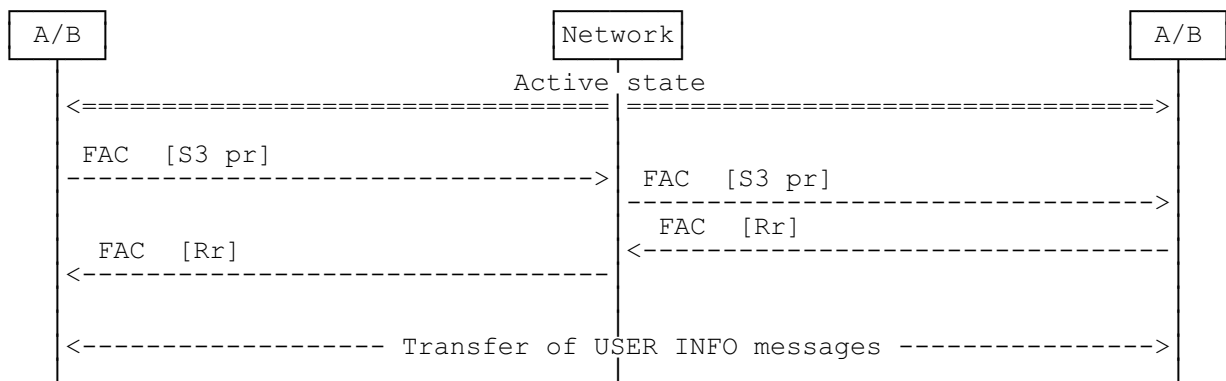 A/B Network A/B
Active state
FAC [S3 pr]
FAC [S3 pr]
FAC [Rr]
FAC [Rr]
Transfer of USER INFO messages